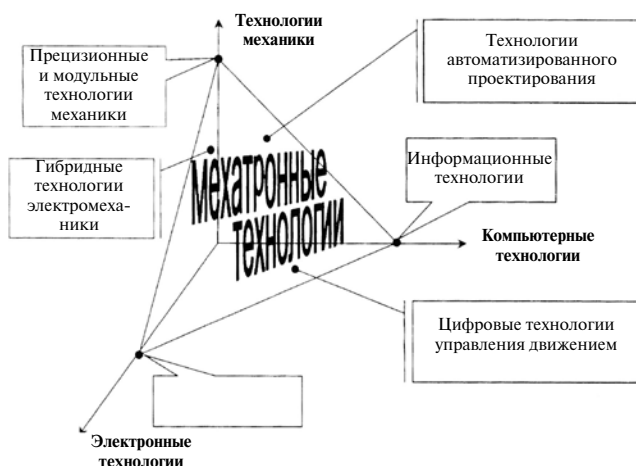 Технологии
механики
Прецизионные
и модульные
технологии
механики
Технологии
автоматизированного
проектирования
Гибридные
технологии
электромеха-
ники
Мехатронные
технологии
Информационные
технологии
Компьютерные
технологии
Цифровые технологии
управления движением
Электронные
технологии